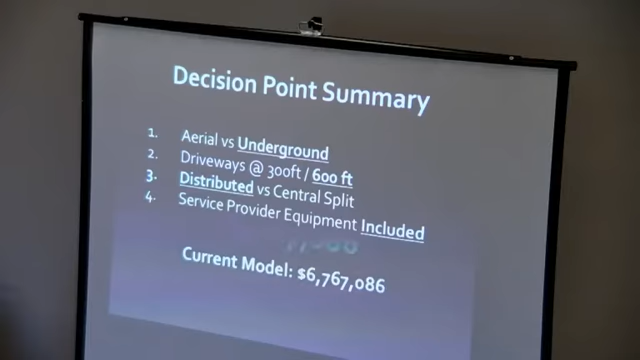 Decision Point Summary
1. Aerial vs Underground
2. Driveways @ 300ft / 600 ft
3. Distributed vs Central Split
4. Service Provider Equipment Included
Current Model: $6,767,086